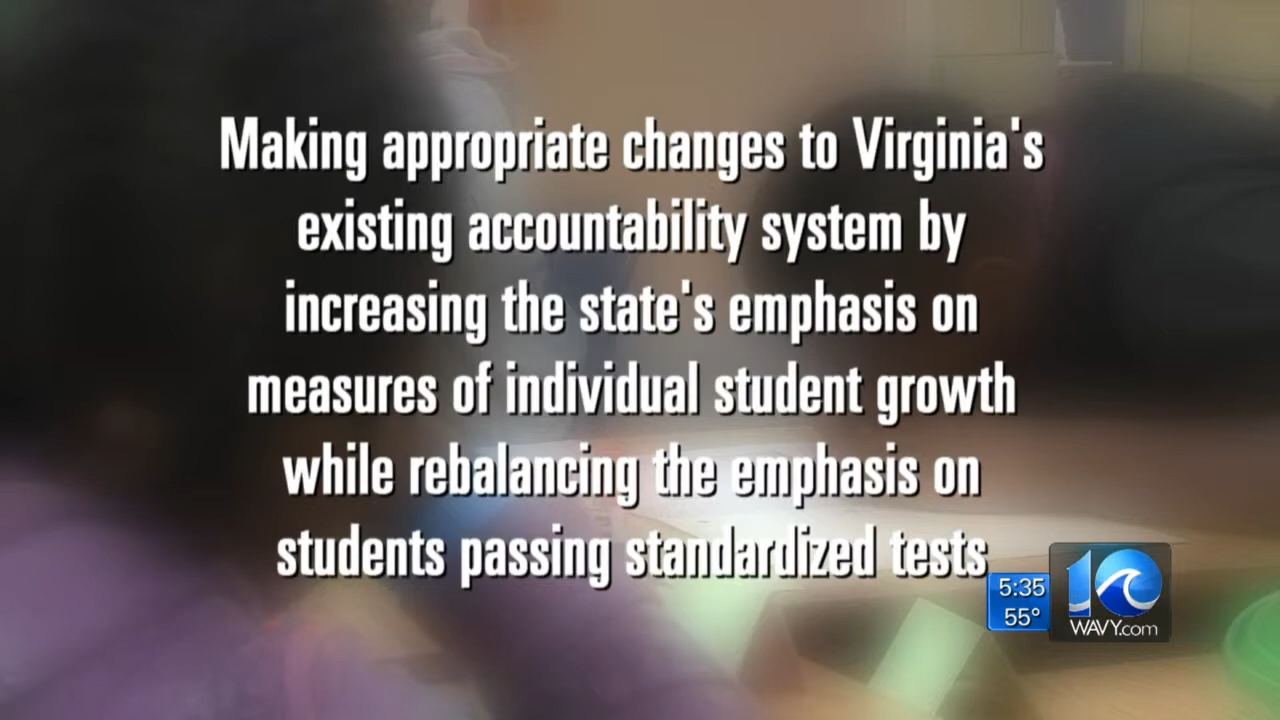 Making appropriate changes to Virginia's
existing accountability system by
increasing the state's emphasis on
measures of individual student growth
while rebalancing the emphasis on
students passing standardized tests
5:35
55°
10
WAVY.com